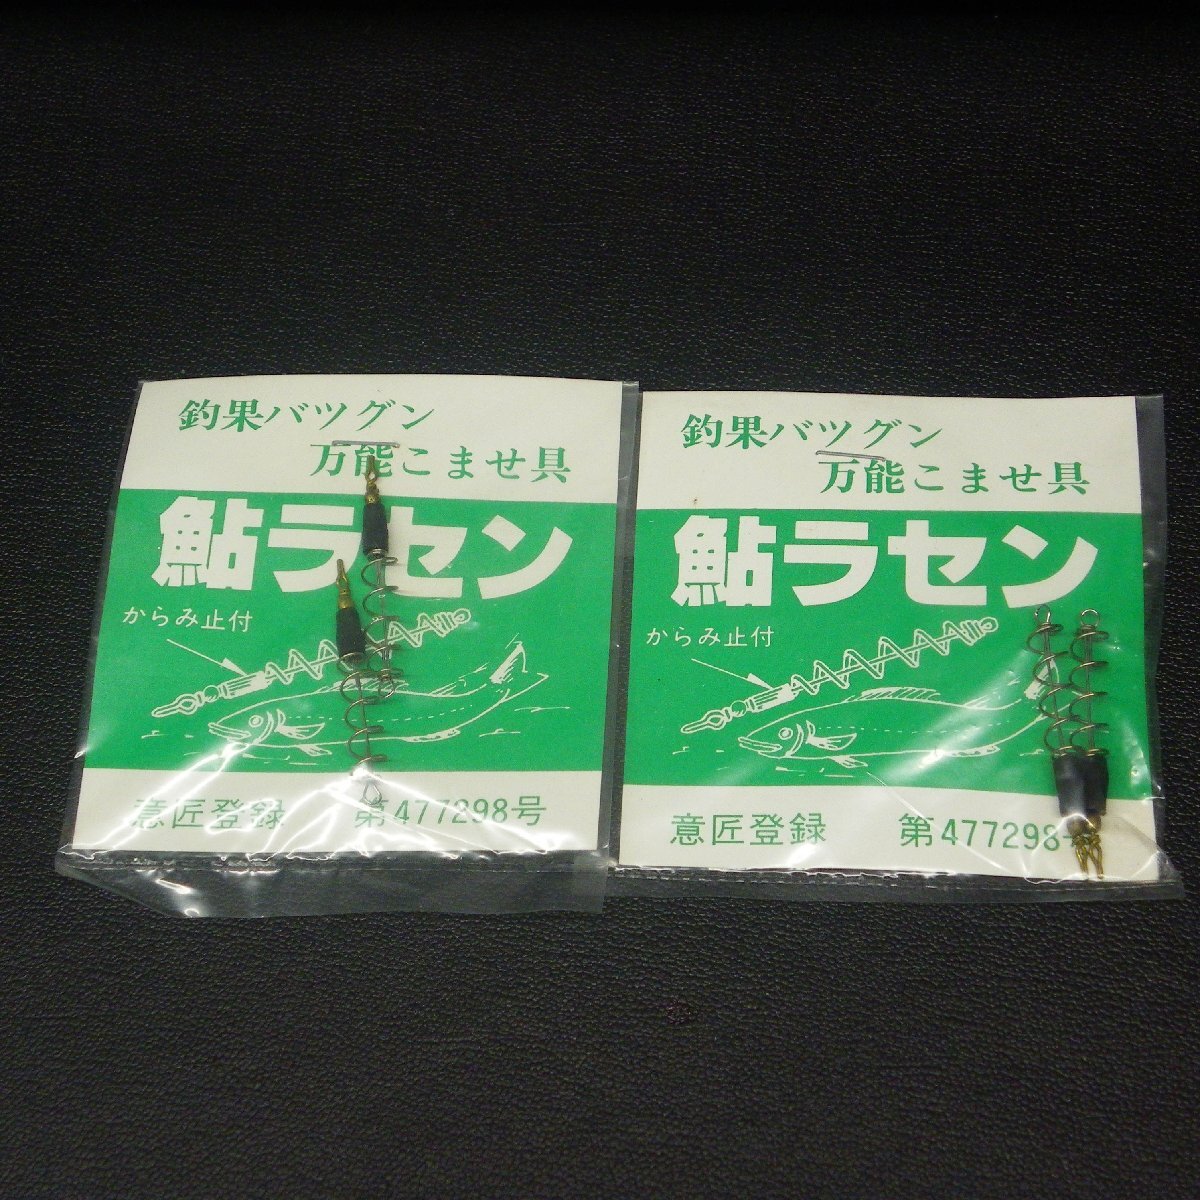 釣果バツグン
万能こませ具
鮎ラセン
からみ止付
意匠登録 第477298号
釣果バツグン
万能こませ具
鮎ラセン
からみ止付
意匠登録 第477298号